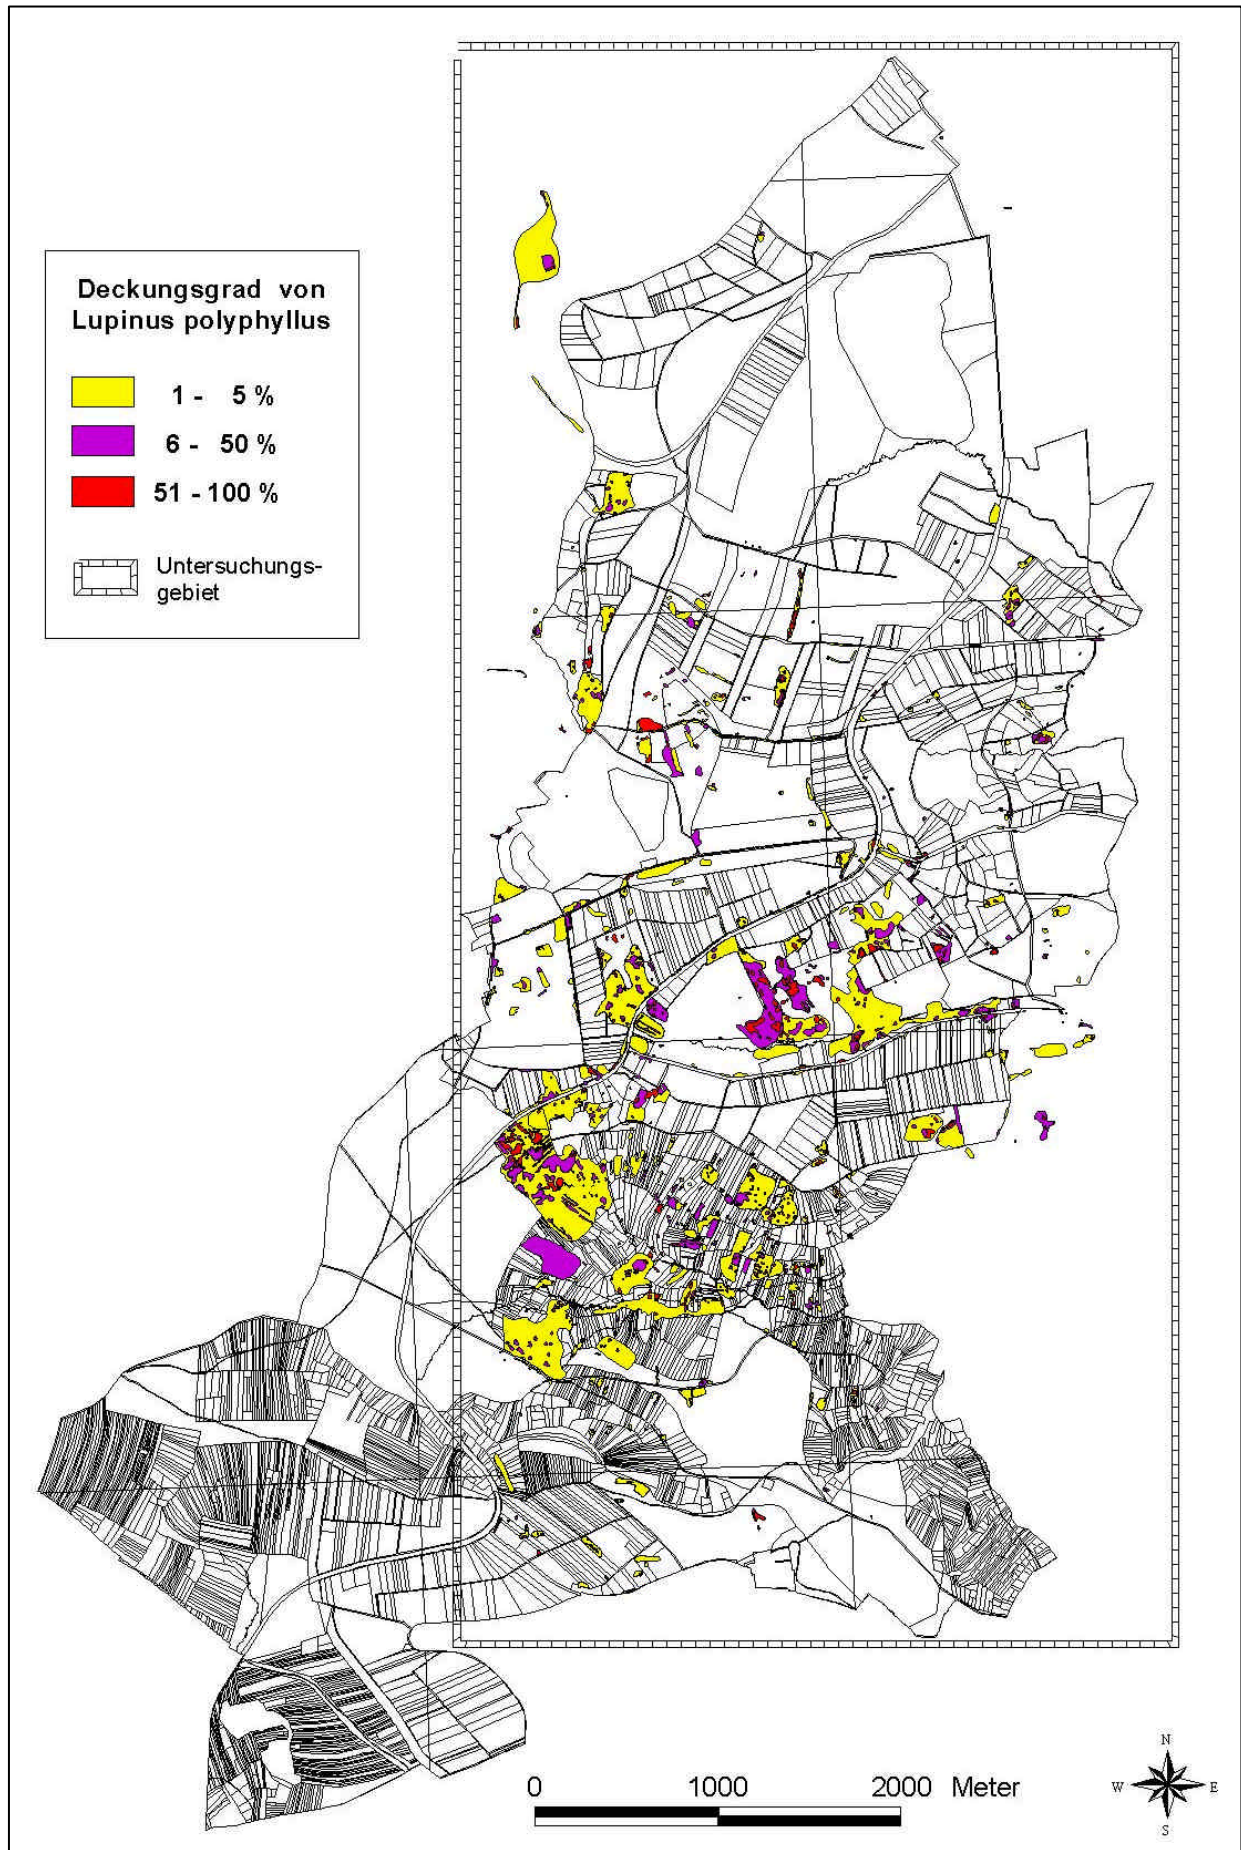 Deckungsgrad von
Lupinus polyphyllus
1 - 5 %
6 - 50 %
51 - 100 %
Untersuchungs-
gebiet
0 1000 2000 Meter
N
W E
S